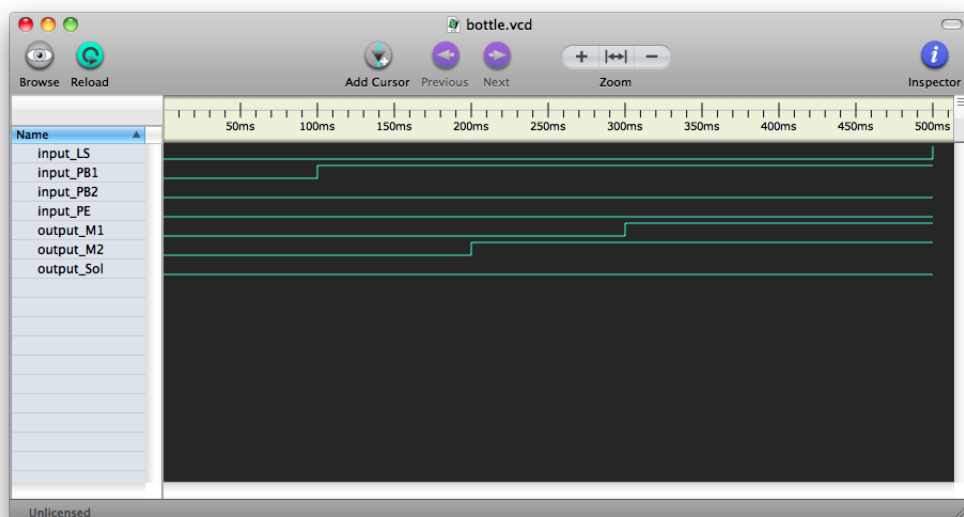 bottle.vcd
Browse Reload Add Cursor Previous Next Zoom Inspector
50ms 100ms 150ms 200ms 250ms 300ms 350ms 400ms 450ms 500ms
Name
input_LS
input_PB1
input_PB2
input_PE
output_M1
output_M2
output_Sol
Unlicensed